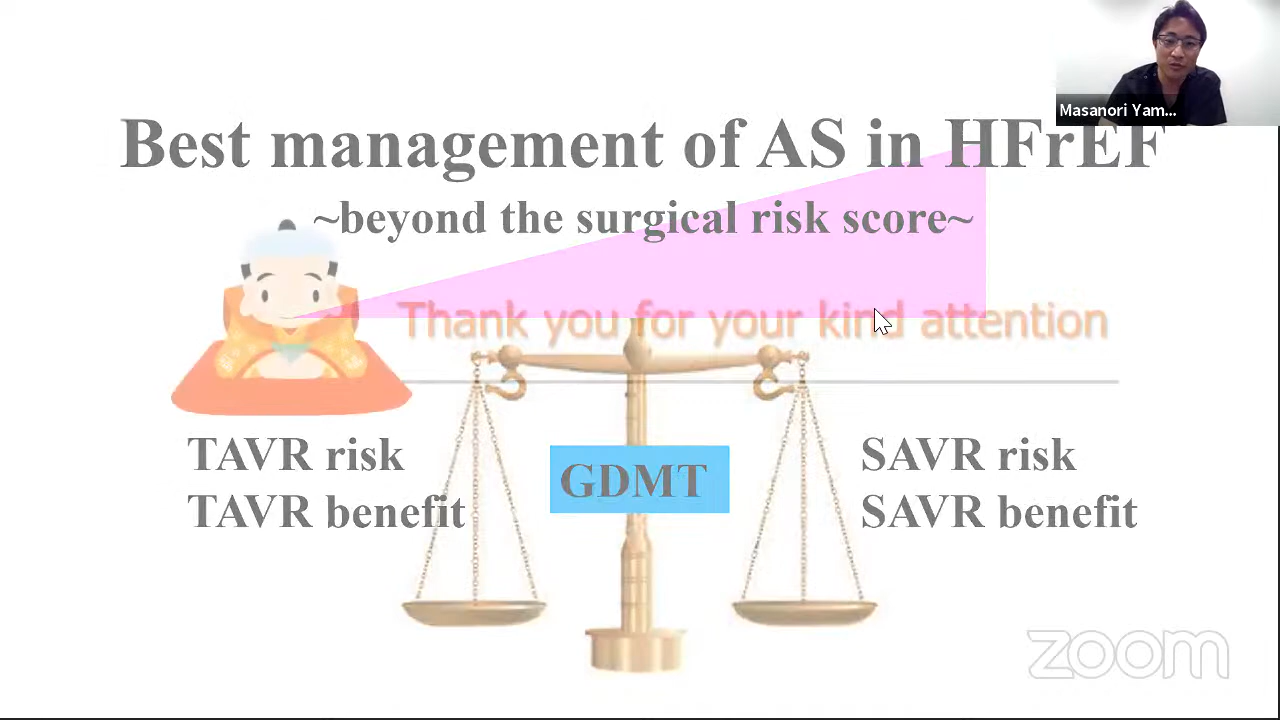 Masanori Yam...
Best management of AS in HFrEF
~beyond the surgical risk score~
Thank you for your kind attention
TAVR risk
TAVR benefit
GDMT
SAVR risk
SAVR benefit
zoom